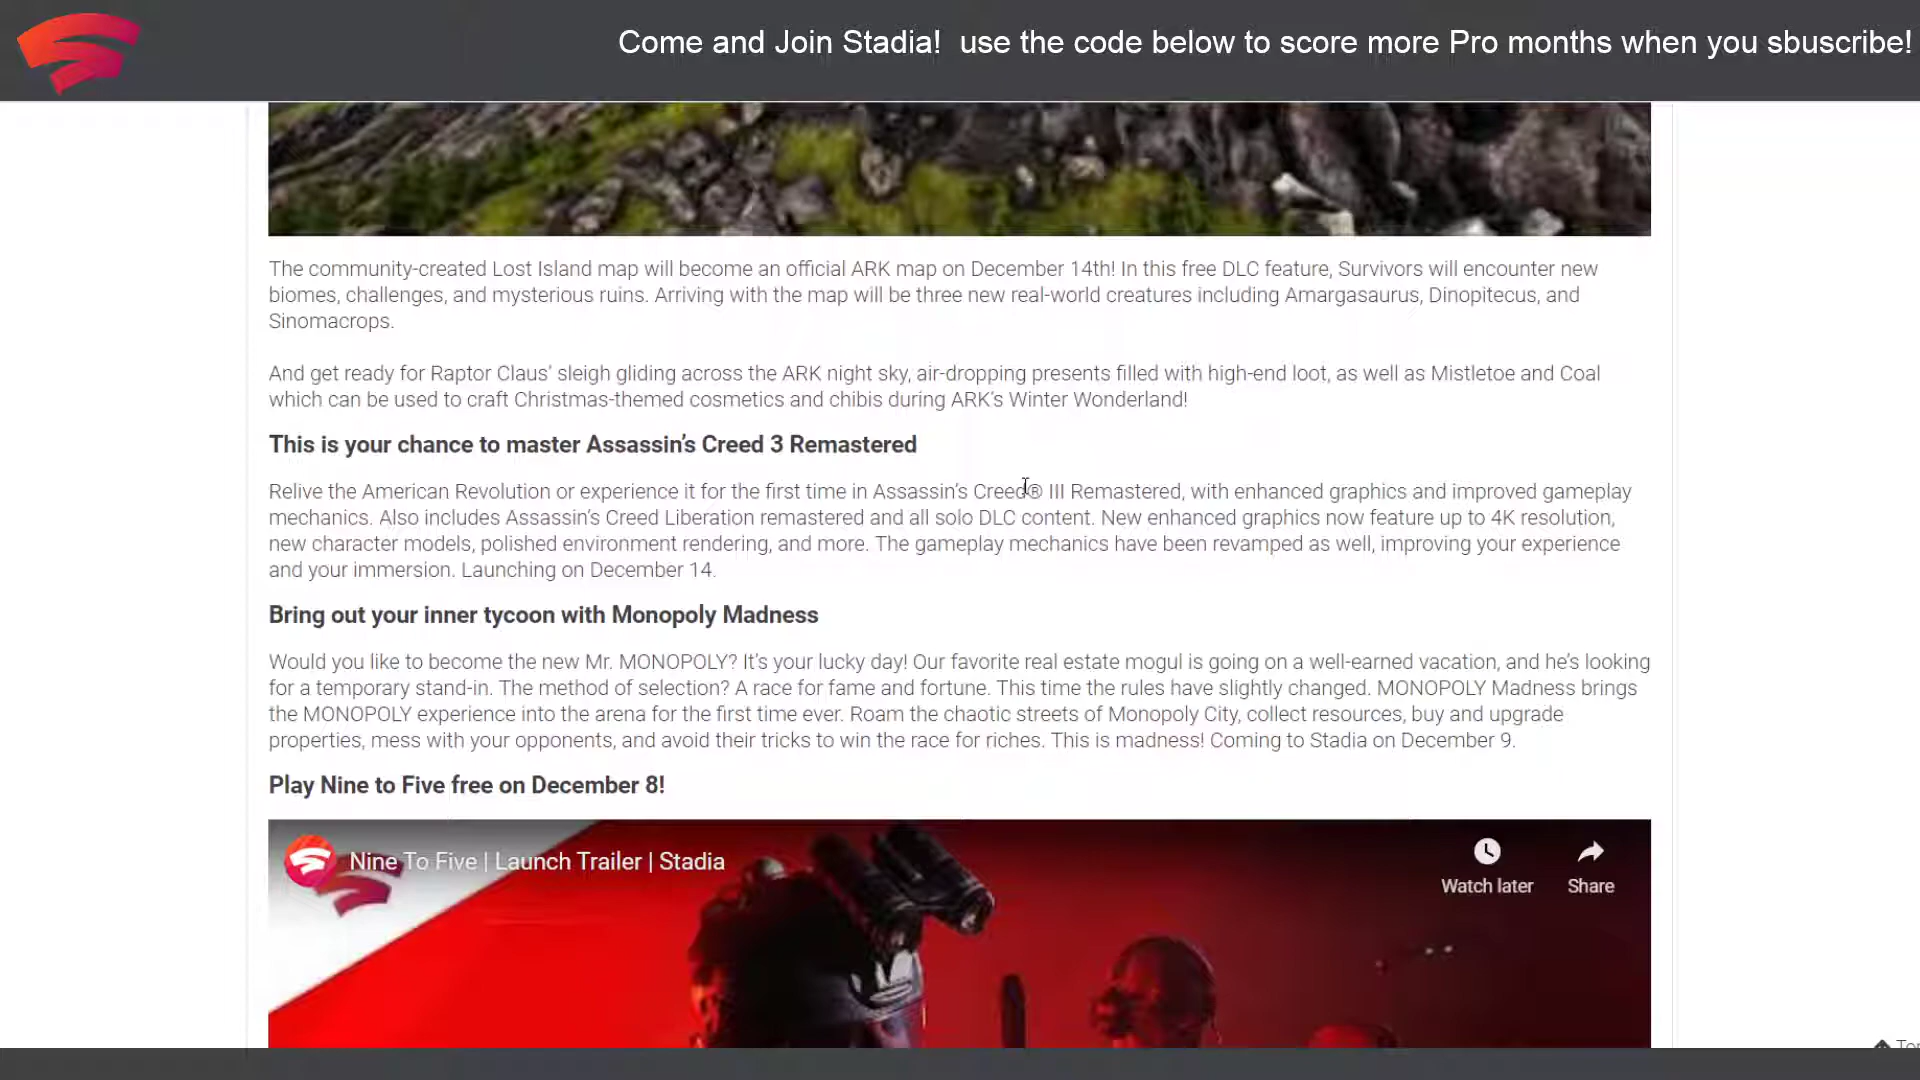 Come and Join Stadia!  use the code below to score more Pro months when you sbuscribe!
The community-created Lost Island map will become an official ARK map on December 14th! In this free DLC feature, Survivors will encounter new
biomes, challenges, and mysterious ruins. Arriving with the map will be three new real-world creatures including Amargasaurus, Dinopitecus, and
Sinomacrops.
And get ready for Raptor Claus’ sleigh gliding across the ARK night sky, air-dropping presents filled with high-end loot, as well as Mistletoe and Coal
which can be used to craft Christmas-themed cosmetics and chibis during ARK’s Winter Wonderland!
This is your chance to master Assassin’s Creed 3 Remastered
Relive the American Revolution or experience it for the first time in Assassin’s Creed® III Remastered, with enhanced graphics and improved gameplay
mechanics. Also includes Assassin’s Creed Liberation remastered and all solo DLC content. New enhanced graphics now feature up to 4K resolution,
new character models, polished environment rendering, and more. The gameplay mechanics have been revamped as well, improving your experience
and your immersion. Launching on December 14.
Bring out your inner tycoon with Monopoly Madness
Would you like to become the new Mr. MONOPOLY? It’s your lucky day! Our favorite real estate mogul is going on a well-earned vacation, and he’s looking
for a temporary stand-in. The method of selection? A race for fame and fortune. This time the rules have slightly changed. MONOPOLY Madness brings
the MONOPOLY experience into the arena for the first time ever. Roam the chaotic streets of Monopoly City, collect resources, buy and upgrade
properties, mess with your opponents, and avoid their tricks to win the race for riches. This is madness! Coming to Stadia on December 9.
Play Nine to Five free on December 8!
Nine To Five | Launch Trailer | Stadia
Watch later
Share